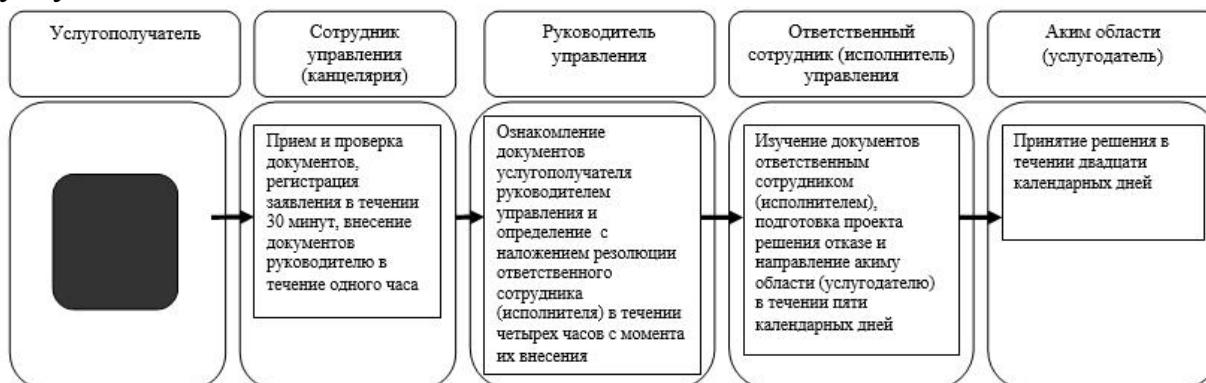 Услугополучатель
Сотрудник
управления
(канцелярия)
Руководитель
управления
Ответственный
сотрудник (исполнитель)
управления
Аким области
(услугодатель)
Прием и проверка
документов,
регистрация
заявления в течении
30 минут, внесение
документов
руководителю в
течение одного часа
Ознакомление
документов
услугополучателя
руководителем
управления и
определение с
наложением резолюции
ответственного
сотрудника
(исполнителя) в течении
четырех часов с момента
их внесения
Изучение документов
ответственным
сотрудником
(исполнителем),
подготовка проекта
решения отказе и
направление акиму
области (услугодателю)
в течении пяти
календарных дней
Принятие решения в
течении двадцати
календарных дней